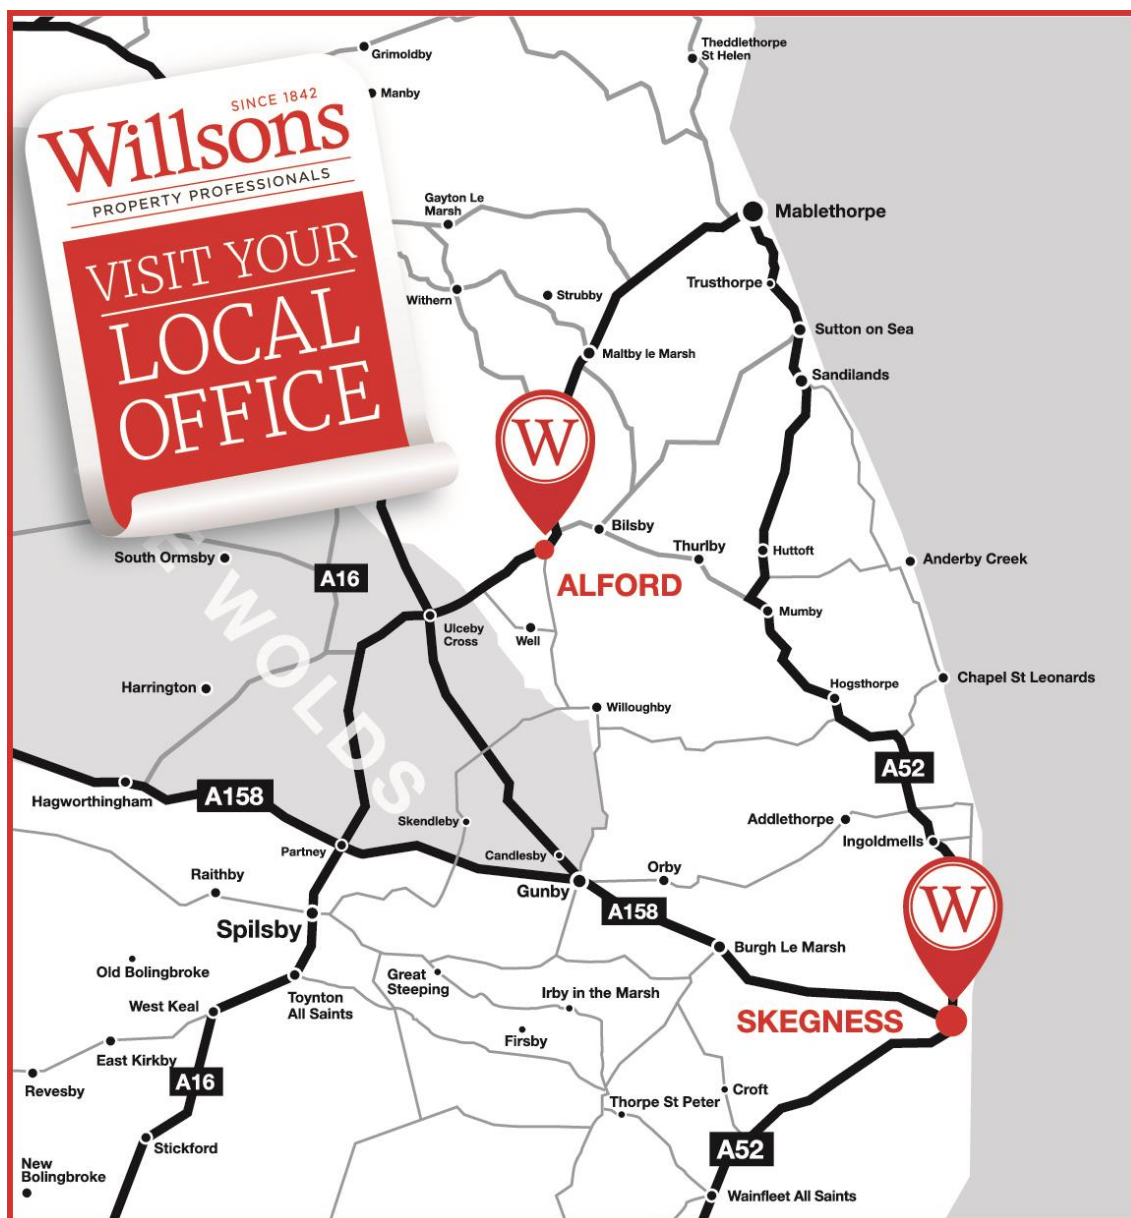 SINCE 1842
Willsons
PROPERTY PROFESSIONALS
VISIT YOUR
LOCAL
OFFICE
Grimoldby
Manby
Theddlethorpe
St Helen
Gayton Le
Marsh
Mablethorpe
Withern
Strubby
Trusthorpe
Sutton on Sea
Maltby le Marsh
Sandilands
W
Bilsby
Thurlby
Huttoft
Anderby Creek
South Ormsby
A16
ALFORD
WOLDS
Ulceby
Cross
Well
Mumby
Harrington
Hogsthorpe
Chapel St Leonards
Willoughby
A52
Hagworthingham
A158
Skendleby
Addlethorpe
Ingoldmells
Partney
Candlesby
Raithby
Gunby
Orby
A158
W
Spilsby
Burgh Le Marsh
Old Bolingbroke
Great
Steeping
West Keal
Toynton
All Saints
Irby in the Marsh
SKEGNESS
Firsby
East Kirkby
Revesby
A16
Croft
Thorpe St Peter
Stickford
A52
New
Bolingbroke
Wainfleet All Saints